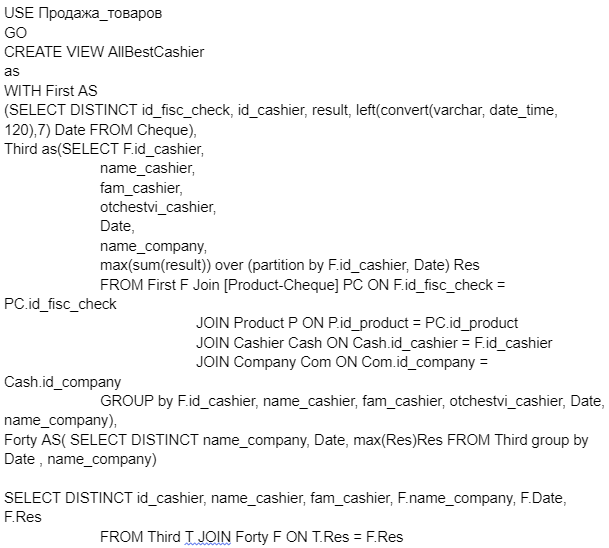 USE Продажа_товаров
GO
CREATE VIEW AllBestCashier
as
WITH First AS
(SELECT DISTINCT id_fisc_check, id_cashier, result, left(convert(varchar, date_time,
120),7) Date FROM Cheque),
Third as(SELECT F.id_cashier,
name_cashier,
fam_cashier,
otchestvi_cashier,
Date,
name_company,
max(sum(result)) over (partition by F.id_cashier, Date) Res
FROM First F Join [Product-Cheque] PC ON F.id_fisc_check =
PC.id_fisc_check
JOIN Product P ON P.id_product = PC.id_product
JOIN Cashier Cash ON Cash.id_cashier = F.id_cashier
JOIN Company Com ON Com.id_company =
Cash.id_company
GROUP by F.id_cashier, name_cashier, fam_cashier, otchestvi_cashier, Date,
name_company),
Forty AS( SELECT DISTINCT name_company, Date, max(Res)Res FROM Third group by
Date , name_company)
SELECT DISTINCT id_cashier, name_cashier, fam_cashier, F.name_company, F.Date,
F.Res
FROM Third T JOIN Forty F ON T.Res = F.Res